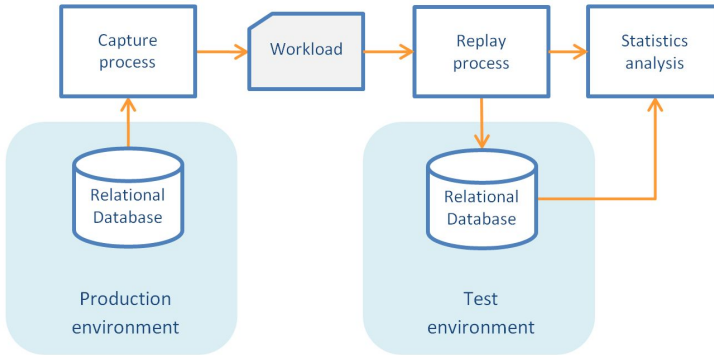 Capture
process
Workload
Replay
process
Statistics
analysis
Relational
Database
Production
environment
Relational
Database
Test
environment